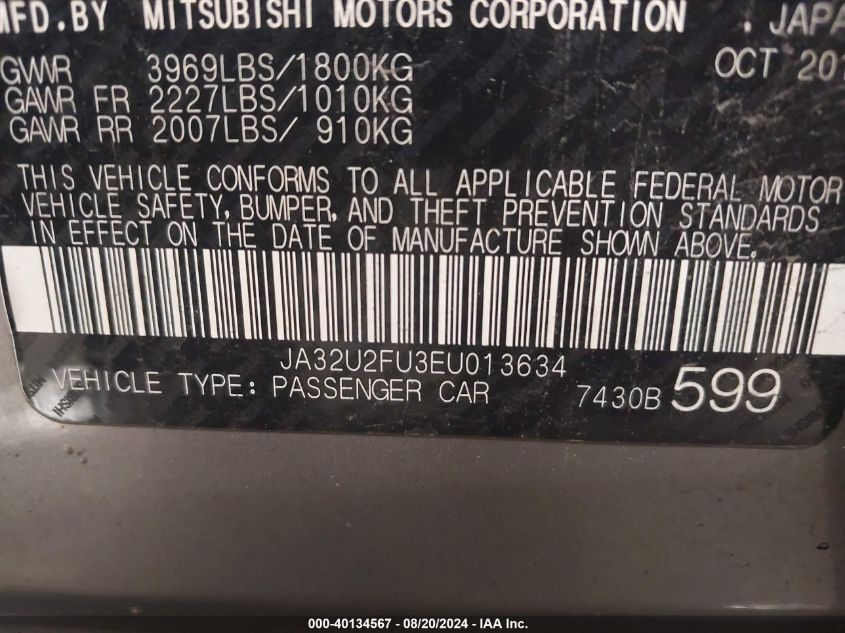 MFD.BY MITSUBISHI MOTORS CORPORATION . JAPA
OCT 201
GVWR 3969LBS/1800KG
GAWR FR 2227LBS/1010KG
GAWR RR 2007LBS/ 910KG
THIS VEHICLE CONFORMS TO ALL APPLICABLE FEDERAL MOTOR
VEHICLE SAFETY, BUMPER, AND THEFT PREVENTION STANDARDS
IN EFFECT ON THE DATE OF MANUFACTURE SHOWN ABOVE.
JA32U2FU3EU013634
VEHICLE TYPE: PASSENGER CAR 7430B 599
000-40134567 - 08/20/2024 - IAA Inc.